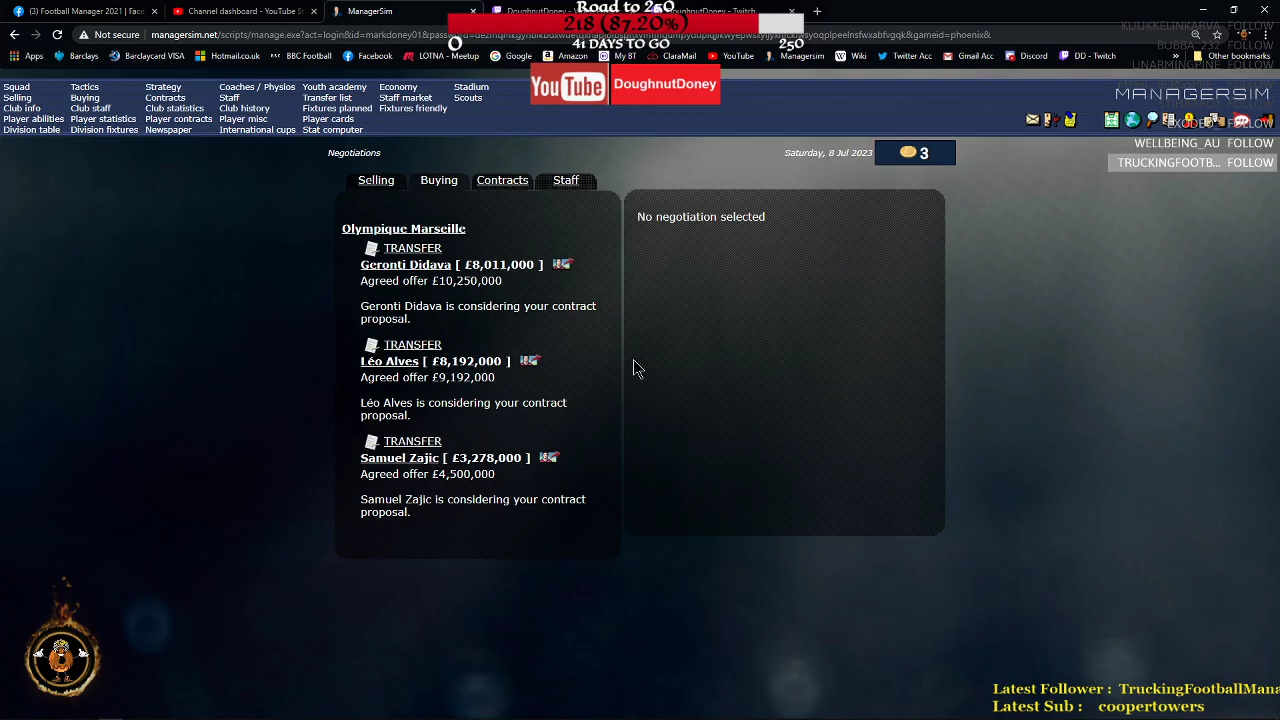 (3) Football Manager 2021 | Face
Channel dashboard - YouTube St
ManagerSim
Road to 250
218 (87.20%)
0
41 DAYS TO GO
250
KUUKKELINKARVA_ FOLLOW
BUBBA_232 FOLLOW
UNARMINGPINE FOLLOW
EXODEO_ FOLLOW
WELLBEING_AU FOLLOW
TRUCKINGFOOTB... FOLLOW
Not secure
Apps
Maps
Barclaycard VISA
Hotmail.co.uk
BBC Football
Facebook
LOTNA - Meetup
Google
Amazon
My BT
ClaraMail
YouTube
Managersim
Wiki
Twitter Acc
Gmail Acc
Discord
DD - Twitch
Other bookmarks
YouTube DoughnutDoney
Squad
Tactics
Strategy
Coaches / Physios
Youth academy
Economy
Stadium
Selling
Buying
Contracts
Staff
Transfer list
Staff market
Scouts
Club info
Club staff
Club statistics
Club history
Fixtures planned
Fixtures friendly
Player abilities
Player statistics
Player contracts
Player misc
Player cards
Division table
Division fixtures
Newspaper
International cups
Stat computer
MANAGERSIM
Negotiations
Saturday, 8 Jul 2023
3
Selling
Buying
Contracts
Staff
Olympique Marseille
TRANSFER
Geronti Didava [ £8,011,000 ]
Agreed offer £10,250,000
Geronti Didava is considering your contract
proposal.
TRANSFER
Léo Alves [ £8,192,000 ]
Agreed offer £9,192,000
Léo Alves is considering your contract
proposal.
TRANSFER
Samuel Zajic [ £3,278,000 ]
Agreed offer £4,500,000
Samuel Zajic is considering your contract
proposal.
No negotiation selected
Latest Follower : TruckingFootballMana
Latest Sub : coopertowers